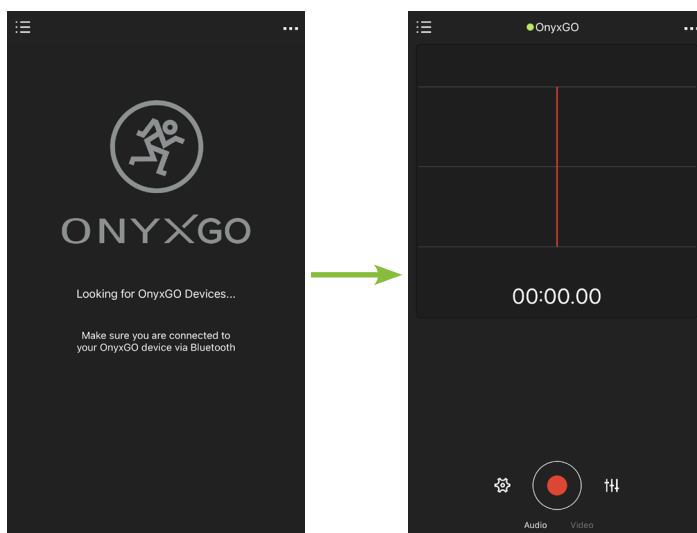 ONYXGO
Looking for OnyxGO Devices...
Make sure you are connected to
your OnyxGO device via Bluetooth
OnyxGO
00:00.00
Audio Video